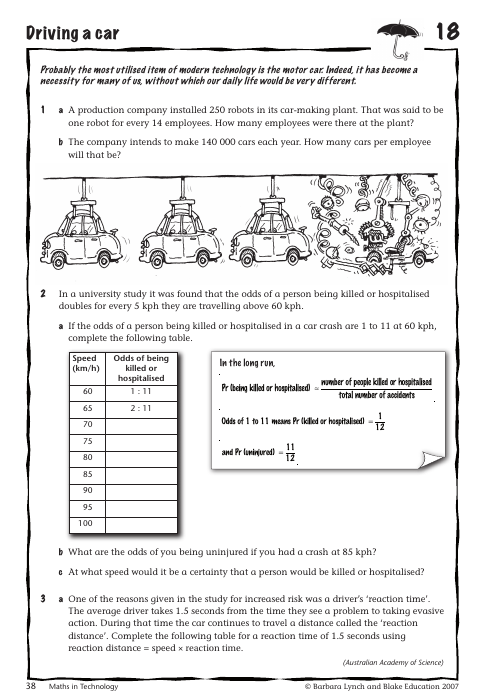 Driving a car
18
Probably the most utilised item of modern technology is the motor car. Indeed, it has become a
necessity for many of us, without which our daily life would be very different.
1 a A production company installed 250 robots in its car-making plant. That was said to be
one robot for every 14 employees. How many employees were there at the plant?
b The company intends to make 140 000 cars each year. How many cars per employee
will that be?
2 In a university study it was found that the odds of a person being killed or hospitalised
doubles for every 5 kph they are travelling above 60 kph.
a If the odds of a person being killed or hospitalised in a car crash are 1 to 11 at 60 kph,
complete the following table.
Speed (km/h) Odds of being killed or hospitalised
60 1 : 11
65 2 : 11
70
75
80
85
90
95
100
In the long run,
Pr (being killed or hospitalised) = number of people killed or hospitalised / total number of accidents
Odds of 1 to 11 means Pr (killed or hospitalised) = 1/12
and Pr (uninjured) = 11/12
b What are the odds of you being uninjured if you had a crash at 85 kph?
c At what speed would it be a certainty that a person would be killed or hospitalised?
3 a One of the reasons given in the study for increased risk was a driver's 'reaction time'.
The average driver takes 1.5 seconds from the time they see a problem to taking evasive
action. During that time the car continues to travel a distance called the 'reaction
distance'. Complete the following table for a reaction time of 1.5 seconds using
reaction distance = speed × reaction time.
(Australian Academy of Science)
38 Maths in Technology
© Barbara Lynch and Blake Education 2007